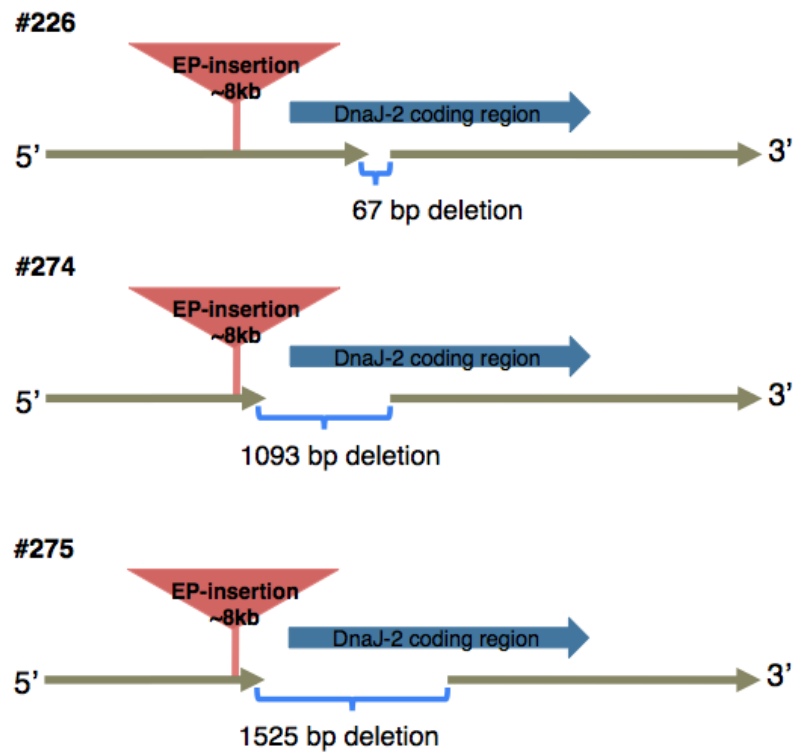 #226
EP-insertion
~8kb
DnaJ-2 coding region
5’
3’
67 bp deletion
#274
EP-insertion
~8kb
DnaJ-2 coding region
5’
3’
1093 bp deletion
#275
EP-insertion
~8kb
DnaJ-2 coding region
5’
3’
1525 bp deletion